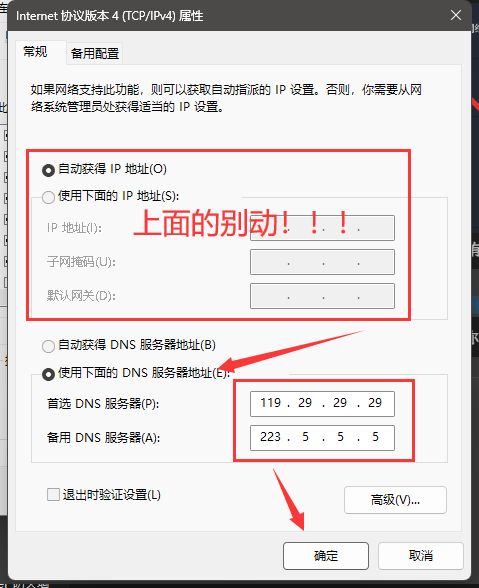 Internet 协议版本 4 (TCP/IPv4) 属性
常规
备用配置
如果网络支持此功能，则可以获取自动指派的 IP 设置。否则，你需要从网
络系统管理员处获得适当的 IP 设置。
自动获得 IP 地址(O)
使用下面的 IP 地址(S):
上面的别动！！！
IP 地址(I):
子网掩码(U):
默认网关(D):
自动获得 DNS 服务器地址(B)
使用下面的 DNS 服务器地址(E):
首选 DNS 服务器(P):
119 . 29 . 29 . 29
备用 DNS 服务器(A):
223 . 5 . 5 . 5
退出时验证设置(L)
高级(V)...
确定
取消